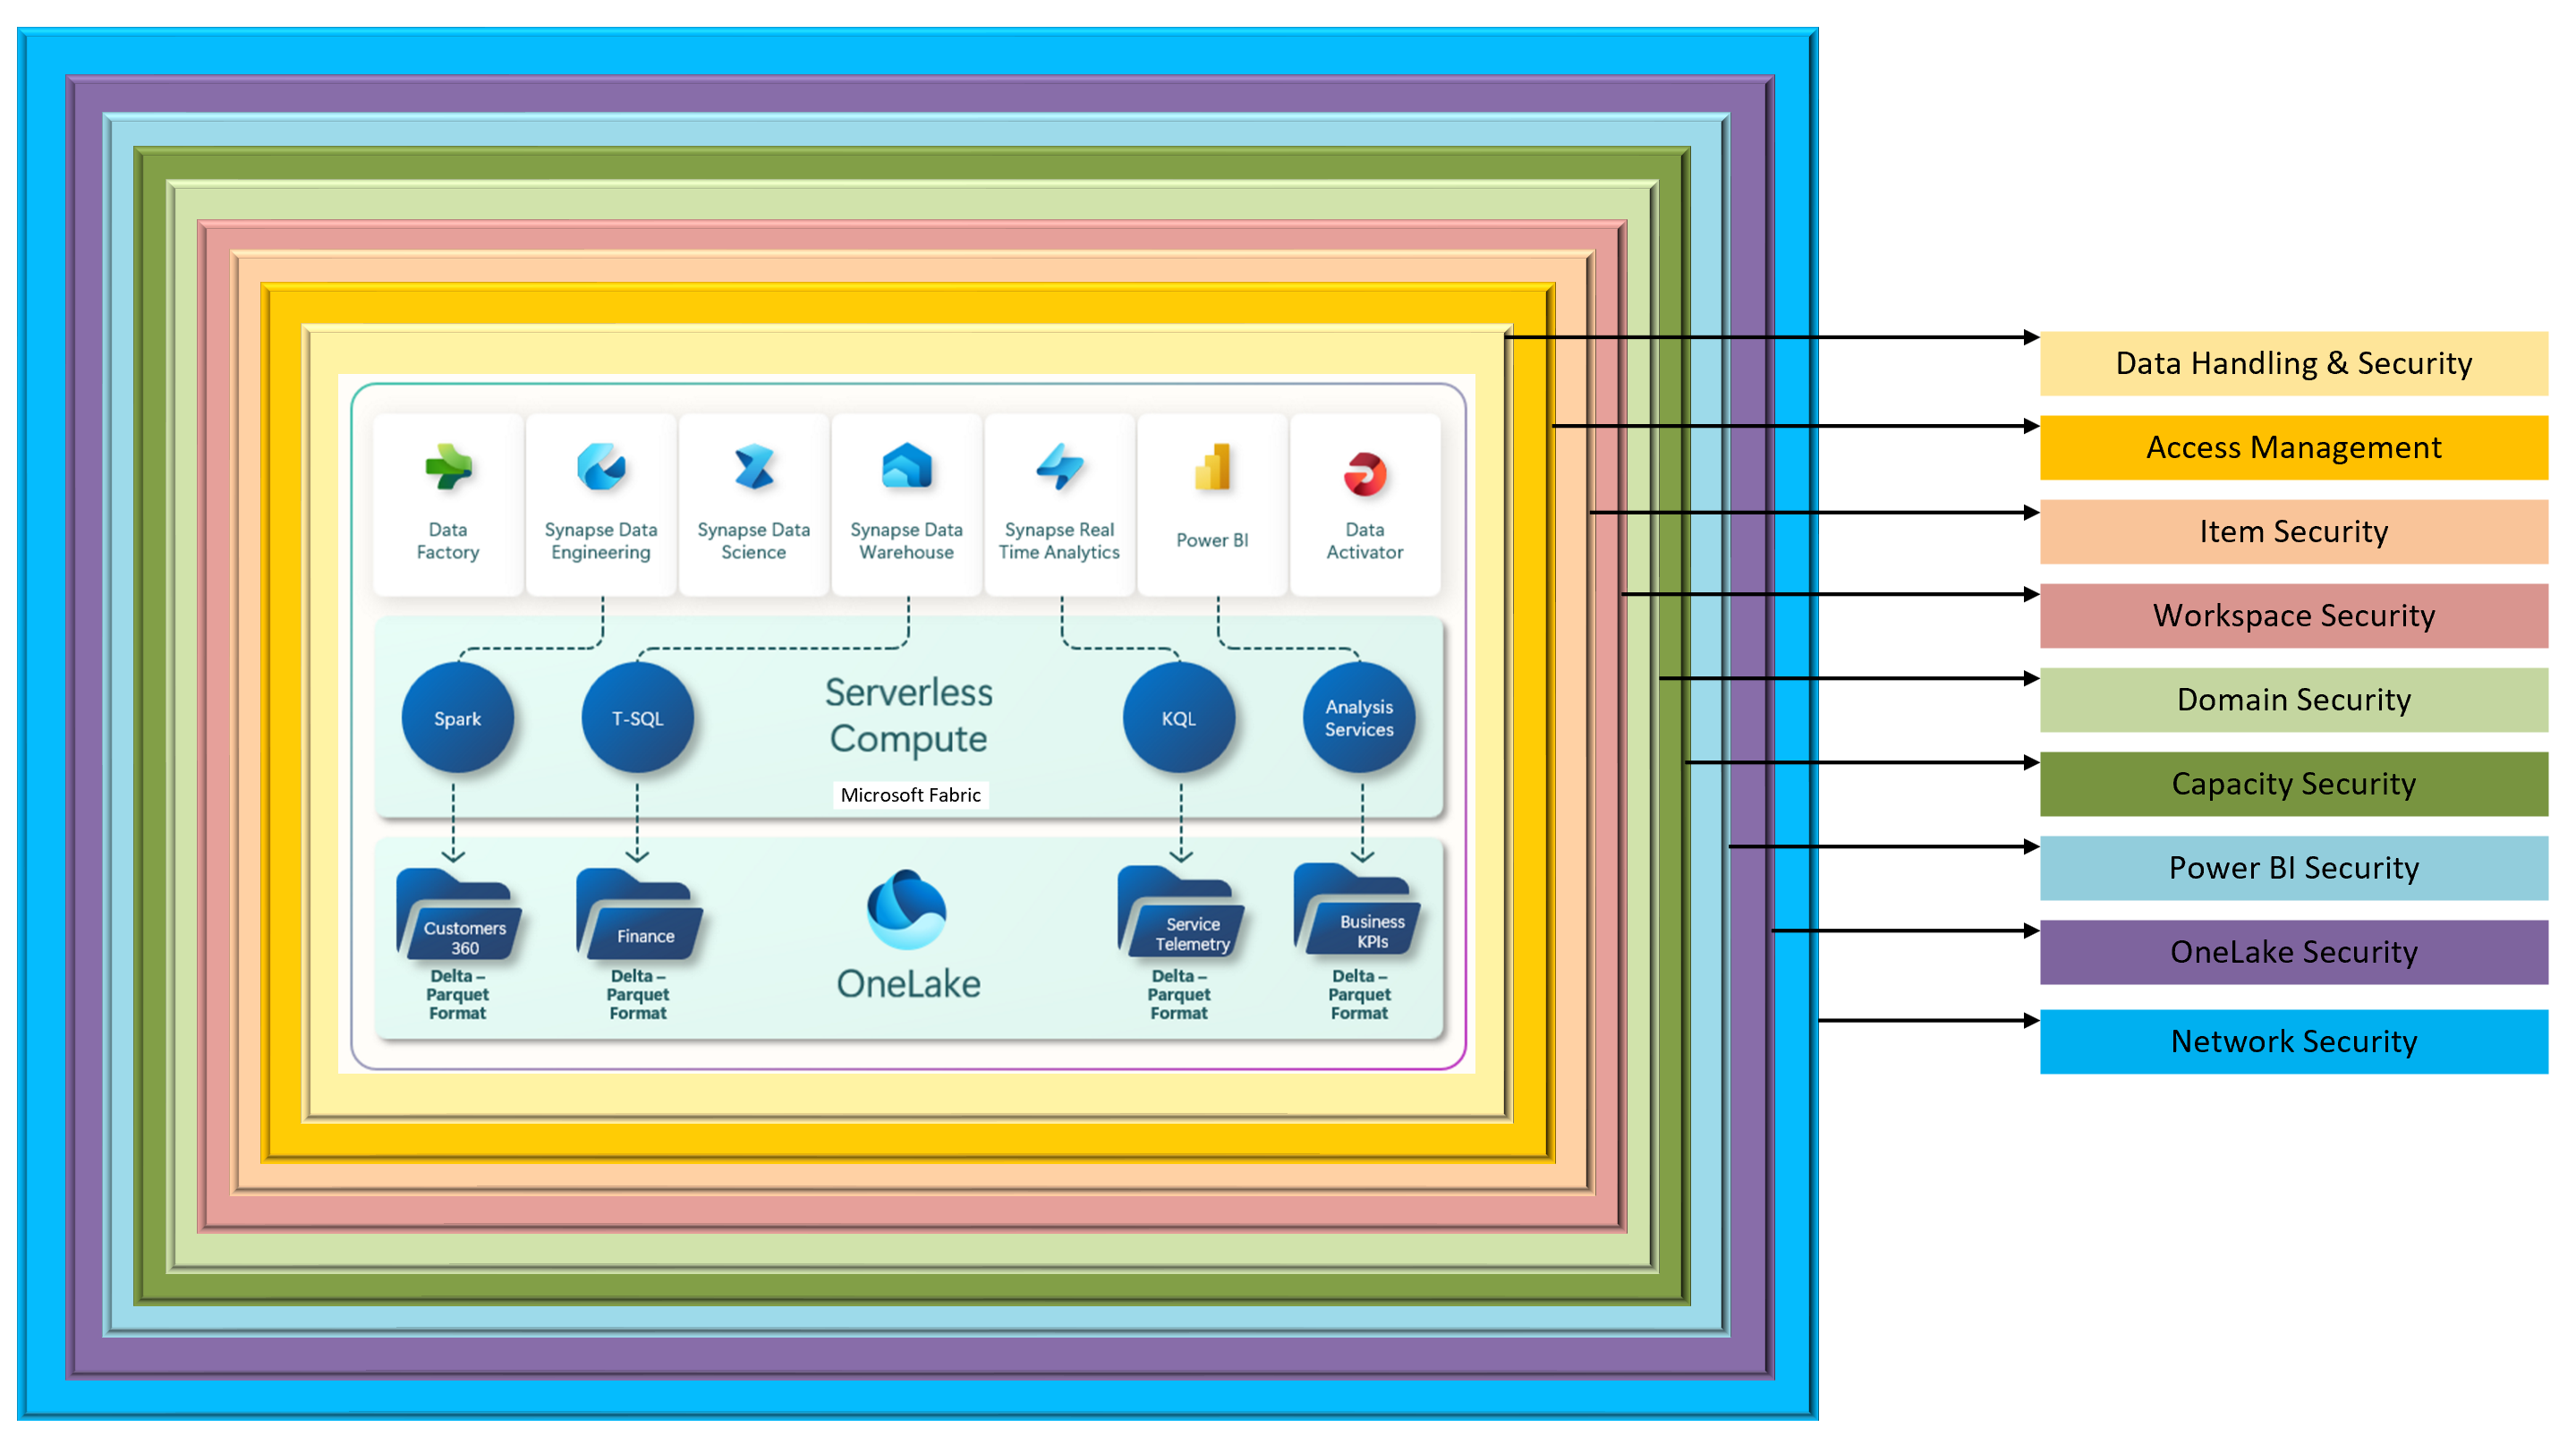 Data Handling & Security
Access Management
Item Security
Workspace Security
Domain Security
Capacity Security
Power BI Security
OneLake Security
Network Security
Data
Factory
Synapse Data
Engineering
Synapse Data
Science
Synapse Data
Warehouse
Synapse Real
Time Analytics
Power BI
Data
Activator
Spark
T-SQL
Serverless
Compute
Microsoft Fabric
KQL
Analysis
Services
Customers
360
Delta –
Parquet
Format
Finance
Delta –
Parquet
Format
OneLake
Service
Telemetry
Delta –
Parquet
Format
Business
KPIs
Delta –
Parquet
Format